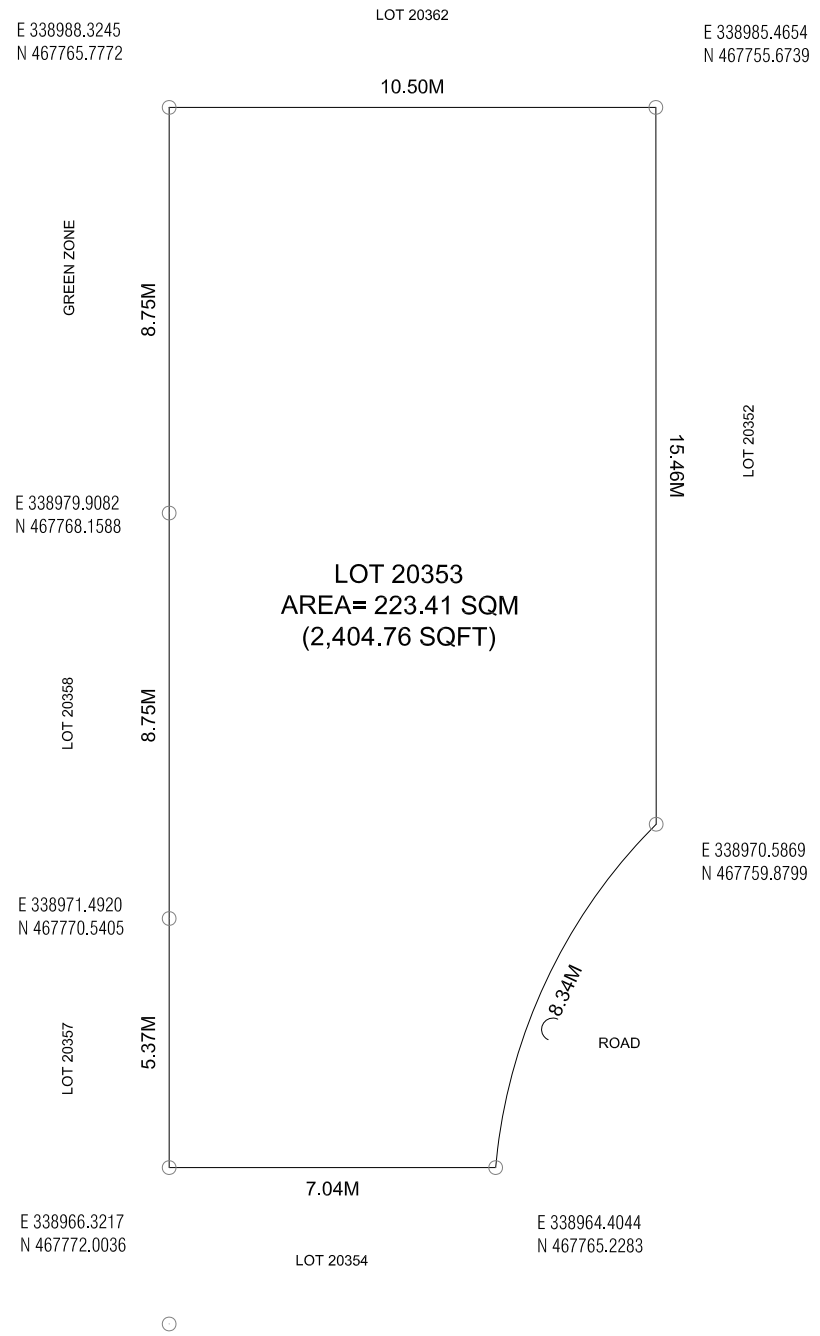 LOT 20362
E 338988.3245
N 467765.7772
E 338985.4654
N 467755.6739
10.50M
GREEN ZONE
8.75M
15.46M
LOT 20352
E 338979.9082
N 467768.1588
LOT 20353
AREA= 223.41 SQM
(2,404.76 SQFT)
LOT 20358
8.75M
E 338970.5869
N 467759.8799
E 338971.4920
N 467770.5405
LOT 20357
5.37M
8.34M
ROAD
7.04M
E 338966.3217
N 467772.0036
E 338964.4044
N 467765.2283
LOT 20354